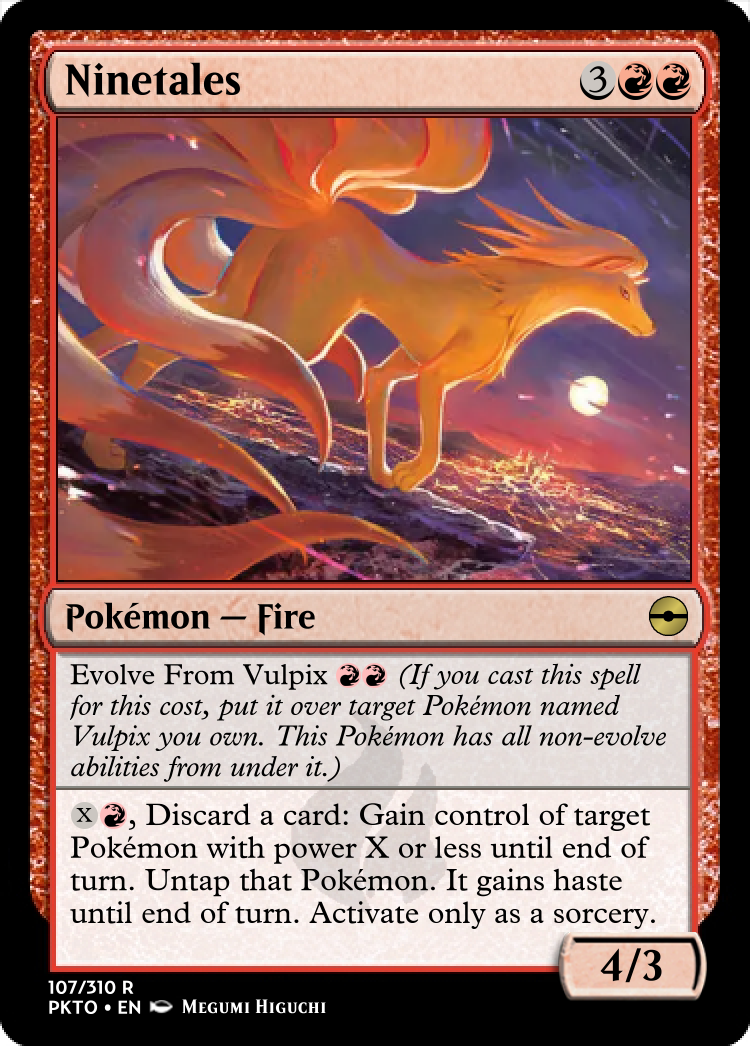 Ninetales 3
Pokémon — Fire
Evolve From Vulpix (If you cast this spell
for this cost, put it over target Pokémon named
Vulpix you own. This Pokémon has all non-evolve
abilities from under it.)
X, Discard a card: Gain control of target
Pokémon with power X or less until end of
turn. Untap that Pokémon. It gains haste
until end of turn. Activate only as a sorcery.
4/3
107/310 R
PKTO • EN MEGUMI HIGUCHI